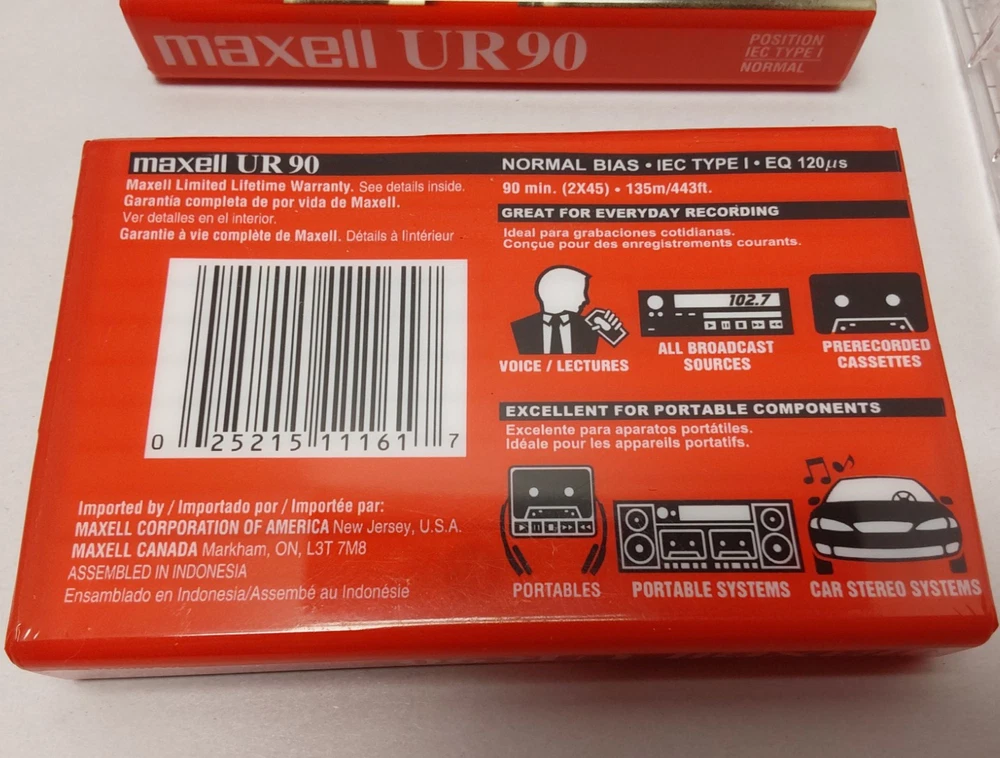 maxell UR 90
POSITION
IEC TYPE I
NORMAL
maxell UR 90
Maxell Limited Lifetime Warranty. See details inside.
Garantía completa de por vida de Maxell.
Ver detalles en el interior.
Garantie à vie complète de Maxell. Détails à l'intérieur
0 25215 11161 7
Imported by / Importado por / Importée par:
MAXELL CORPORATION OF AMERICA New Jersey, U.S.A.
MAXELL CANADA Markham, ON, L3T 7M8
ASSEMBLED IN INDONESIA
Ensamblado en Indonesia/Assembé au Indonésie
NORMAL BIAS • IEC TYPE I • EQ 120µs
90 min. (2X45) • 135m/443ft.
GREAT FOR EVERYDAY RECORDING
Ideal para grabaciones cotidianas.
Conçue pour des enregistrements courants.
102.7
VOICE / LECTURES
ALL BROADCAST
SOURCES
PRERECORDED
CASSETTES
EXCELLENT FOR PORTABLE COMPONENTS
Excelente para aparatos portátiles.
Idéale pour les appareils portatifs.
PORTABLES
PORTABLE SYSTEMS
CAR STEREO SYSTEMS